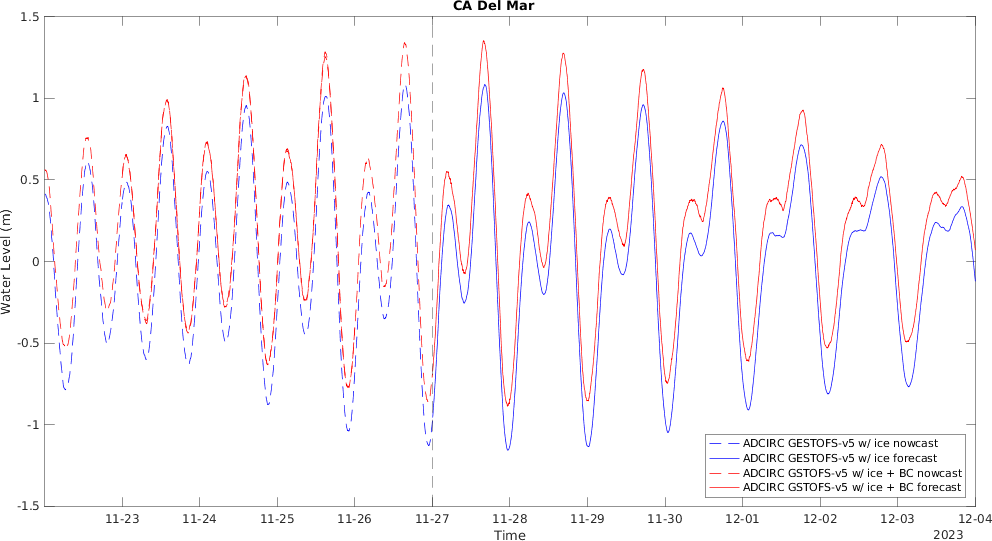 CA Del Mar
1.5
1
0.5
0
-0.5
-1
-1.5
Water Level (m)
11-23 11-24 11-25 11-26 11-27 11-28 11-29 11-30 12-01 12-02 12-03 12-04
Time
2023
ADCIRC GESTOFS-v5 w/ ice nowcast
ADCIRC GESTOFS-v5 w/ ice forecast
ADCIRC GSTOFS-v5 w/ ice + BC nowcast
ADCIRC GSTOFS-v5 w/ ice + BC forecast